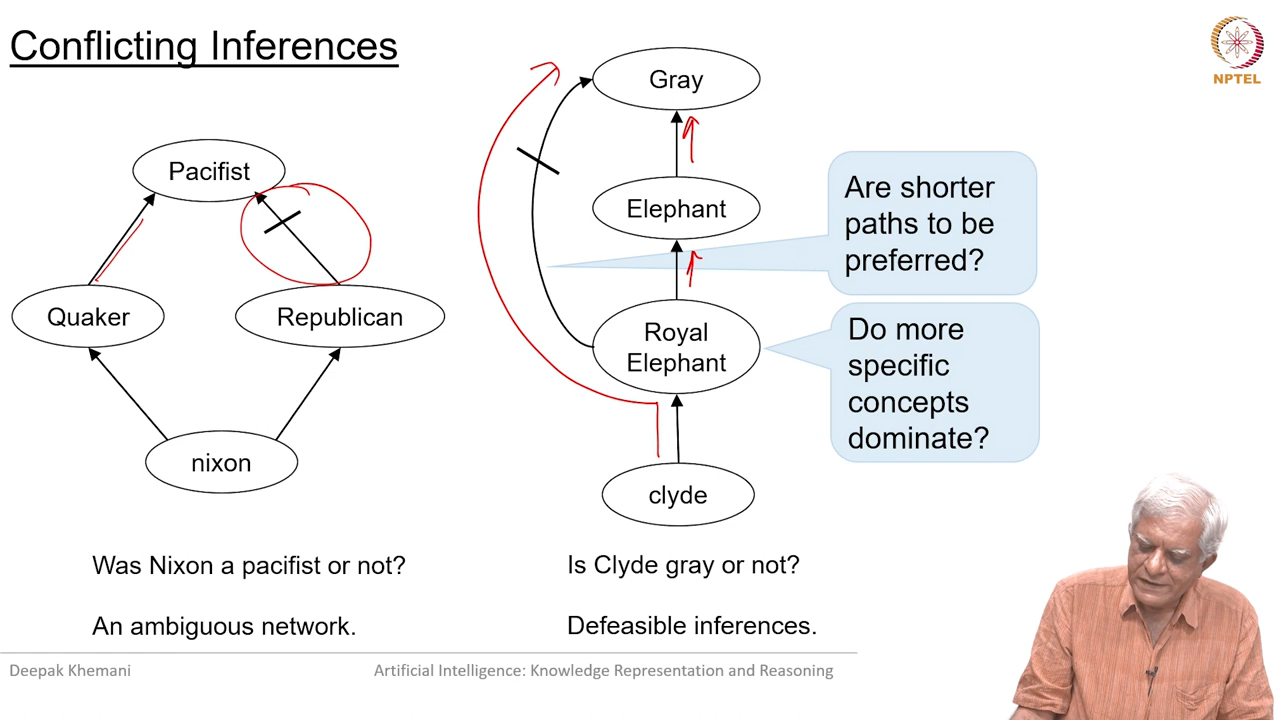 Conflicting Inferences
NPTEL
Pacifist
Quaker
Republican
nixon
Was Nixon a pacifist or not?
An ambiguous network.
Gray
Elephant
Royal
Elephant
clyde
Is Clyde gray or not?
Defeasible inferences.
Are shorter
paths to be
preferred?
Do more
specific
concepts
dominate?
Deepak Khemani
Artificial Intelligence: Knowledge Representation and Reasoning